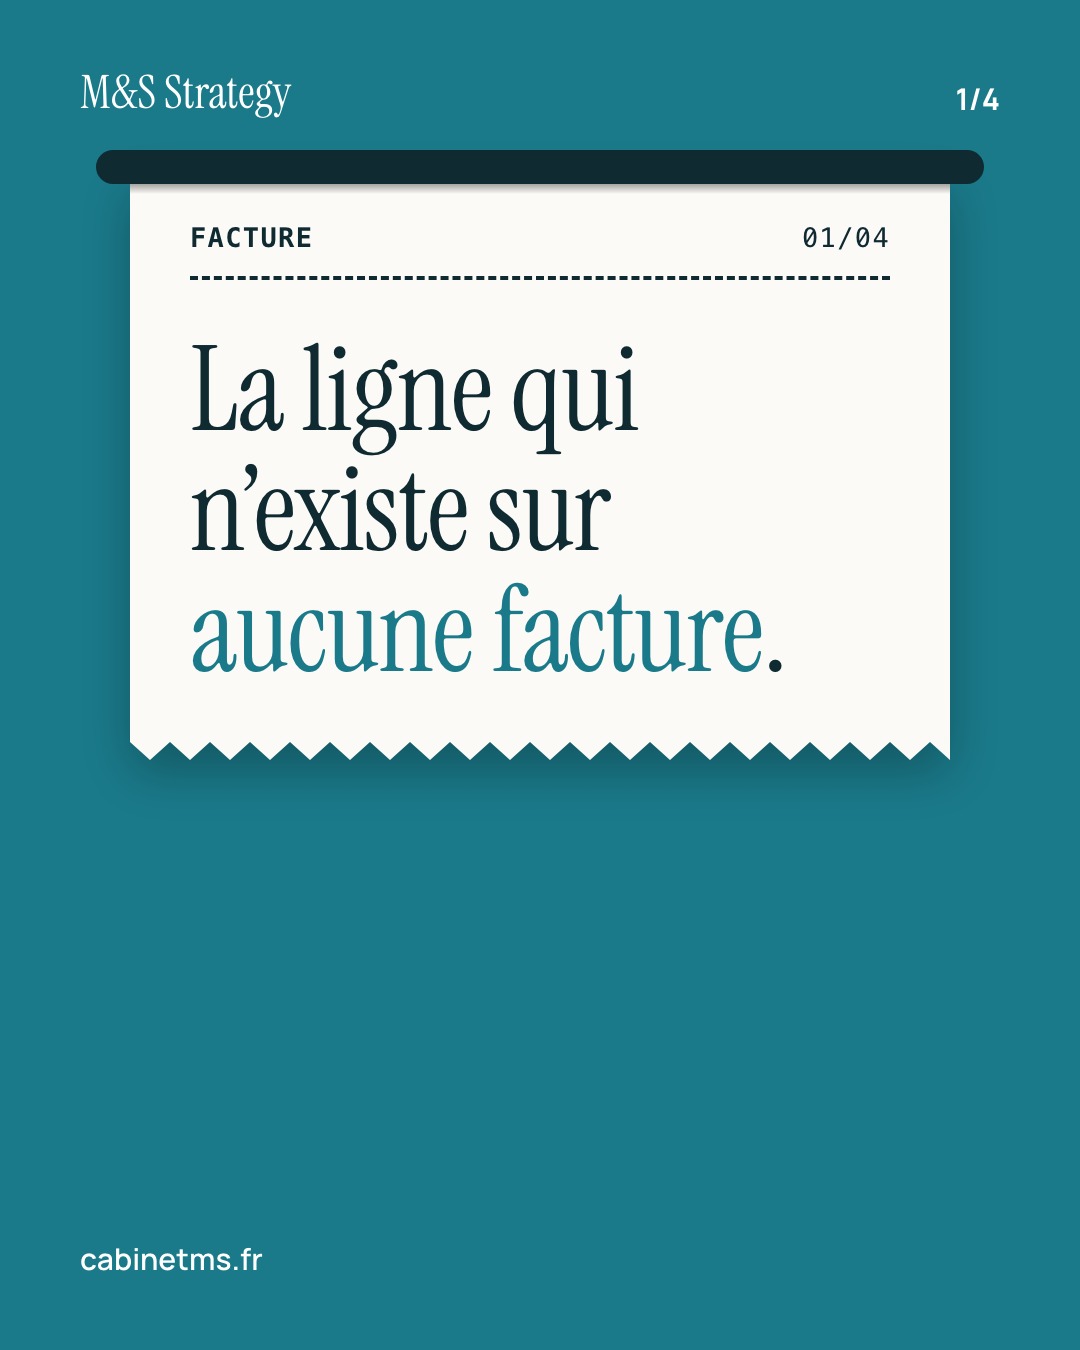 M&S Strategy
1/4
FACTURE
01/04
La ligne qui
n’existe sur
aucune facture.
cabinetms.fr